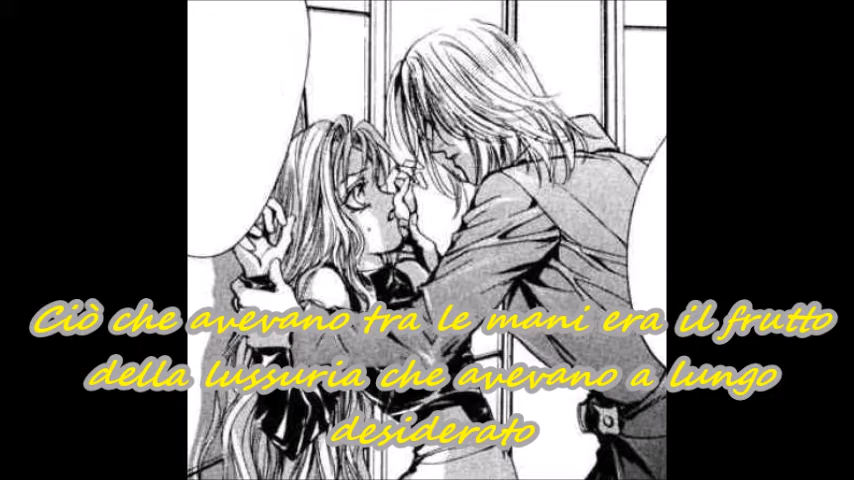 Ciò che avevano tra le mani era il frutto
della lussuria che avevano a lungo
desiderato